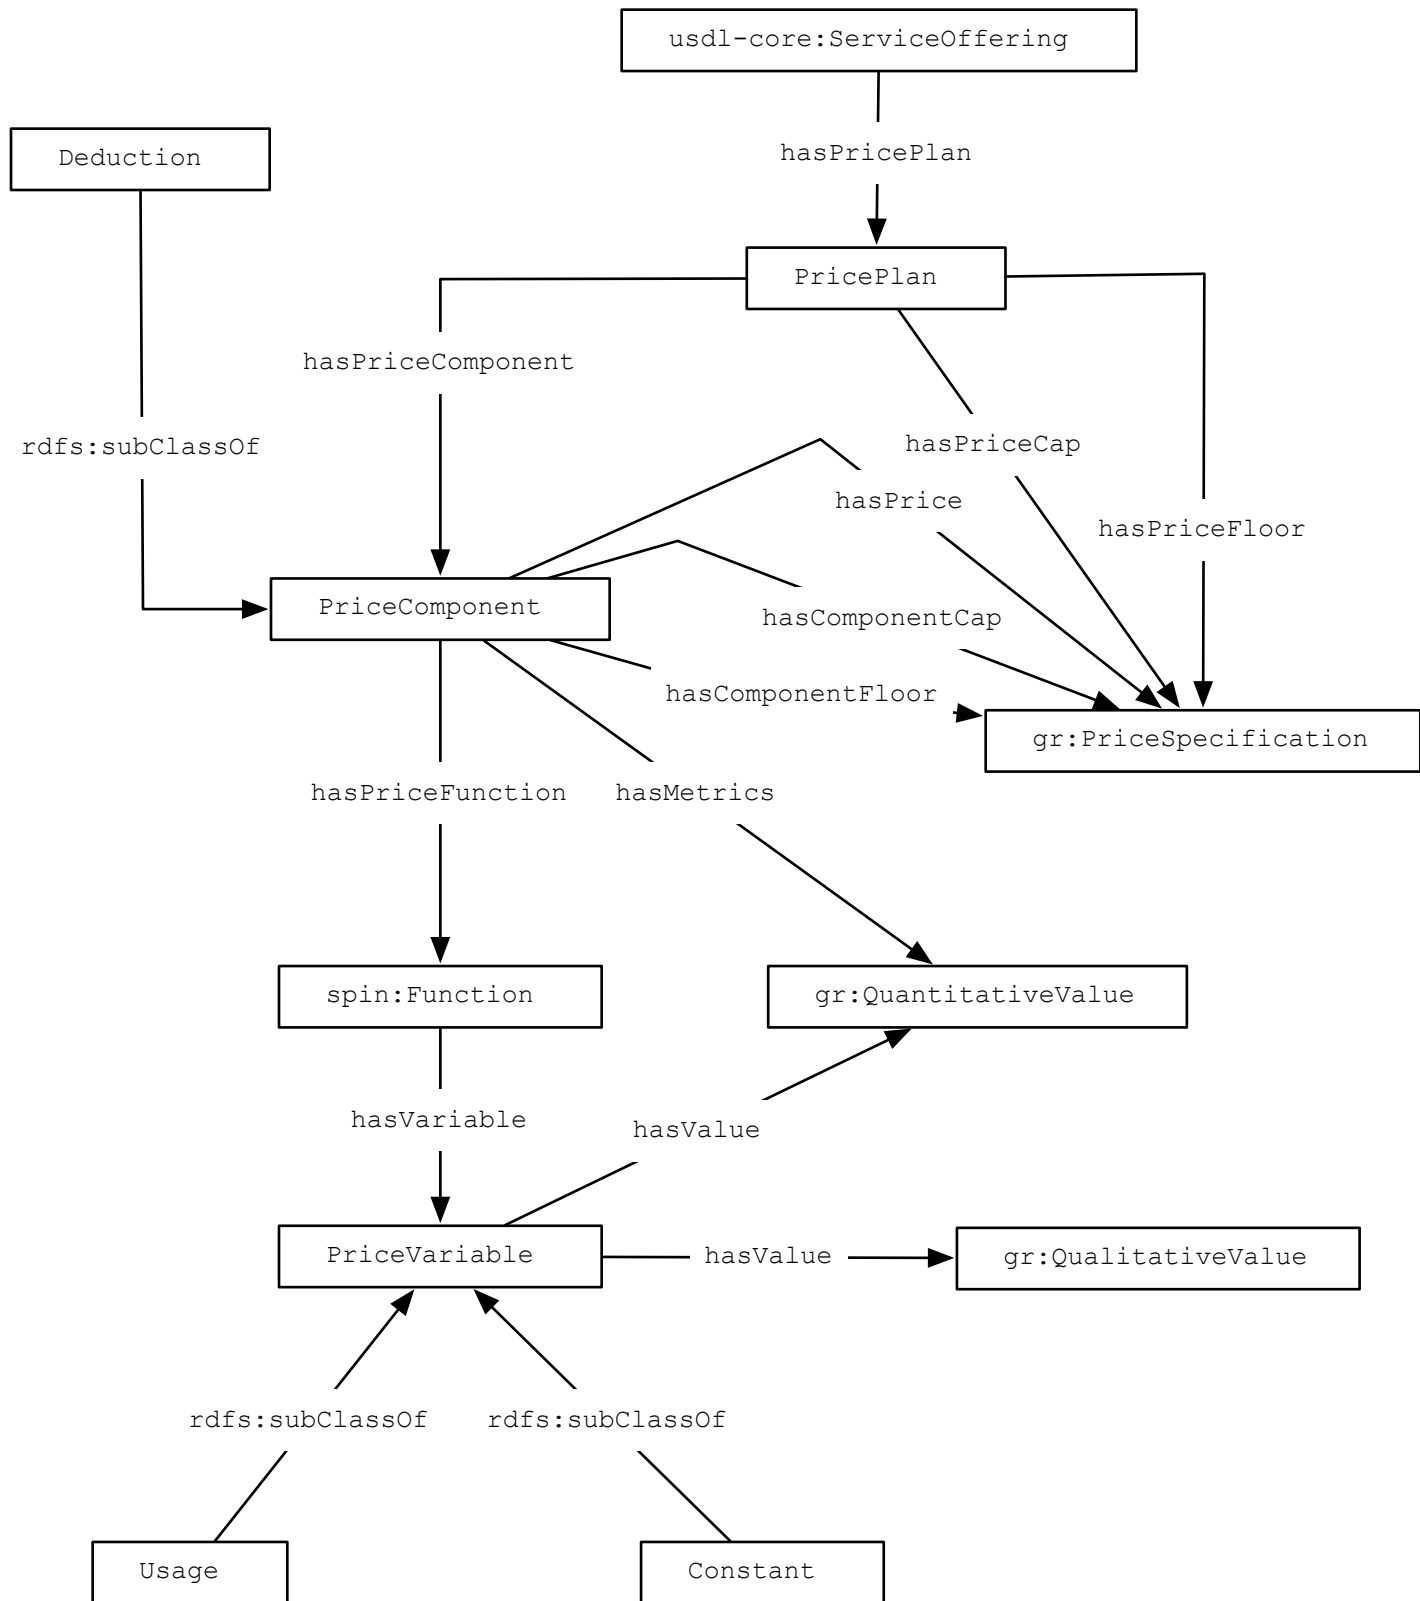 usdl-core:ServiceOffering
hasPricePlan
Deduction
PricePlan
hasPriceComponent
rdfs:subClassOf
hasPriceCap
hasPrice
hasPriceFloor
PriceComponent
hasComponentCap
hasComponentFloor
gr:PriceSpecification
hasPriceFunction
hasMetrics
spin:Function
gr:QuantitativeValue
hasVariable
hasValue
PriceVariable
hasValue
gr:QualitativeValue
rdfs:subClassOf
rdfs:subClassOf
Usage
Constant